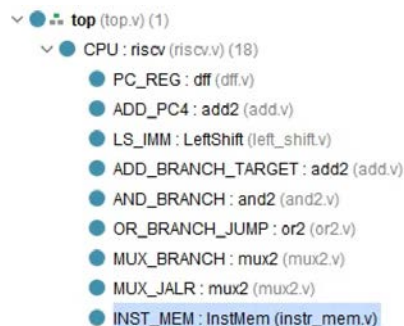 top (top.v) (1)
CPU : riscv (riscv.v) (18)
PC_REG : dff (dff.v)
ADD_PC4 : add2 (add.v)
LS_IMM : LeftShift (left_shift.v)
ADD_BRANCH_TARGET : add2 (add.v)
AND_BRANCH : and2 (and2.v)
OR_BRANCH_JUMP : or2 (or2.v)
MUX_BRANCH : mux2 (mux2.v)
MUX_JALR : mux2 (mux2.v)
INST_MEM : InstMem (instr_mem.v)